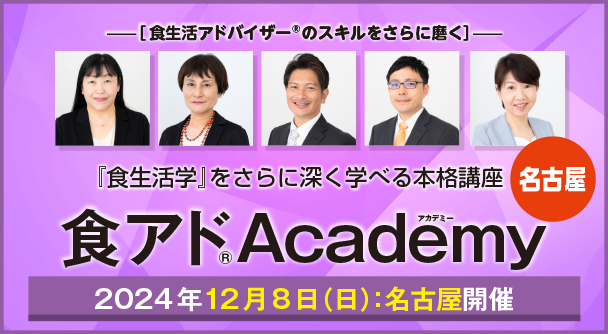 [食生活アドバイザー®のスキルをさらに磨く]
『食生活学』をさらに深く学べる本格講座
名古屋
アカデミー
食アド®Academy
2024年12月8日(日):名古屋開催